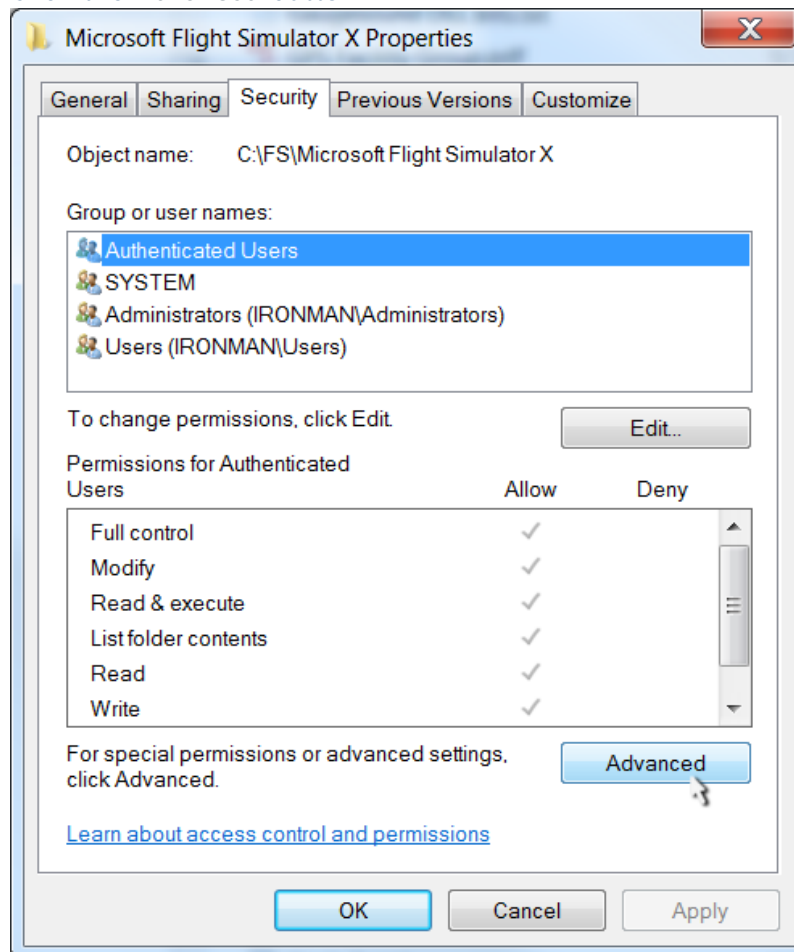 Microsoft Flight Simulator X Properties
General Sharing Security Previous Versions Customize
Object name: C:\FS\Microsoft Flight Simulator X
Group or user names:
Authenticated Users
SYSTEM
Administrators (IRONMAN\Administrators)
Users (IRONMAN\Users)
To change permissions, click Edit.
Edit...
Permissions for Authenticated
Users Allow Deny
Full control
Modify
Read & execute
List folder contents
Read
Write
For special permissions or advanced settings,
click Advanced.
Advanced
Learn about access control and permissions
OK Cancel Apply